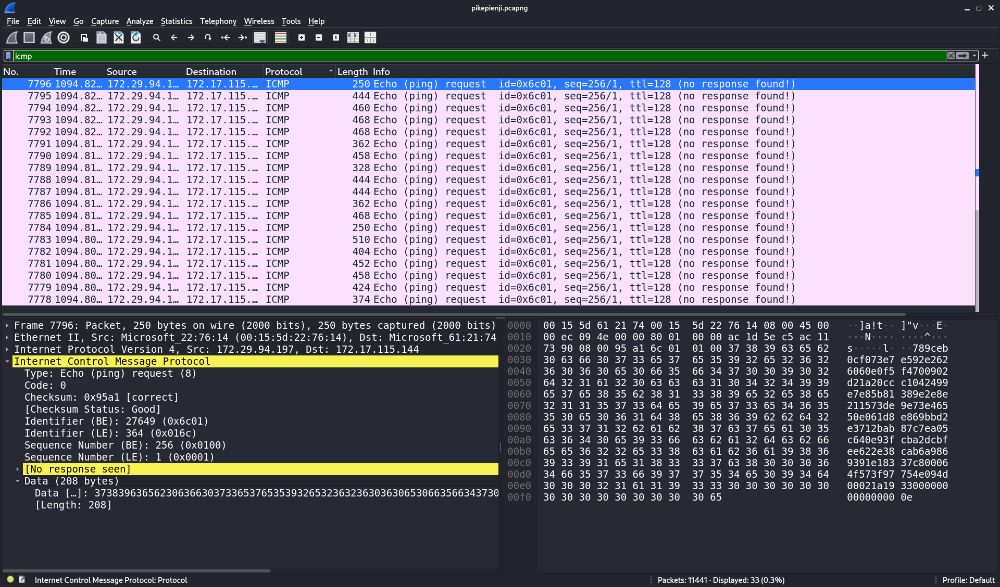 pikepienji.pcapng
File Edit View Go Capture Analyze Statistics Telephony Wireless Tools Help
icmp
No. Time Source Destination Protocol Length Info
7796 1094.82… 172.29.94.1… 172.17.115.… ICMP 250 Echo (ping) request id=0x6c01, seq=256/1, ttl=128 (no response found!)
7795 1094.82… 172.29.94.1… 172.17.115.… ICMP 444 Echo (ping) request id=0x6c01, seq=256/1, ttl=128 (no response found!)
7794 1094.82… 172.29.94.1… 172.17.115.… ICMP 460 Echo (ping) request id=0x6c01, seq=256/1, ttl=128 (no response found!)
7793 1094.82… 172.29.94.1… 172.17.115.… ICMP 468 Echo (ping) request id=0x6c01, seq=256/1, ttl=128 (no response found!)
7792 1094.82… 172.29.94.1… 172.17.115.… ICMP 468 Echo (ping) request id=0x6c01, seq=256/1, ttl=128 (no response found!)
7791 1094.81… 172.29.94.1… 172.17.115.… ICMP 362 Echo (ping) request id=0x6c01, seq=256/1, ttl=128 (no response found!)
7790 1094.81… 172.29.94.1… 172.17.115.… ICMP 458 Echo (ping) request id=0x6c01, seq=256/1, ttl=128 (no response found!)
7789 1094.81… 172.29.94.1… 172.17.115.… ICMP 328 Echo (ping) request id=0x6c01, seq=256/1, ttl=128 (no response found!)
7788 1094.81… 172.29.94.1… 172.17.115.… ICMP 444 Echo (ping) request id=0x6c01, seq=256/1, ttl=128 (no response found!)
7787 1094.81… 172.29.94.1… 172.17.115.… ICMP 444 Echo (ping) request id=0x6c01, seq=256/1, ttl=128 (no response found!)
7786 1094.81… 172.29.94.1… 172.17.115.… ICMP 362 Echo (ping) request id=0x6c01, seq=256/1, ttl=128 (no response found!)
7785 1094.81… 172.29.94.1… 172.17.115.… ICMP 468 Echo (ping) request id=0x6c01, seq=256/1, ttl=128 (no response found!)
7784 1094.81… 172.29.94.1… 172.17.115.… ICMP 250 Echo (ping) request id=0x6c01, seq=256/1, ttl=128 (no response found!)
7783 1094.80… 172.29.94.1… 172.17.115.… ICMP 510 Echo (ping) request id=0x6c01, seq=256/1, ttl=128 (no response found!)
7782 1094.80… 172.29.94.1… 172.17.115.… ICMP 404 Echo (ping) request id=0x6c01, seq=256/1, ttl=128 (no response found!)
7781 1094.80… 172.29.94.1… 172.17.115.… ICMP 452 Echo (ping) request id=0x6c01, seq=256/1, ttl=128 (no response found!)
7780 1094.80… 172.29.94.1… 172.17.115.… ICMP 458 Echo (ping) request id=0x6c01, seq=256/1, ttl=128 (no response found!)
7779 1094.80… 172.29.94.1… 172.17.115.… ICMP 424 Echo (ping) request id=0x6c01, seq=256/1, ttl=128 (no response found!)
7778 1094.80… 172.29.94.1… 172.17.115.… ICMP 374 Echo (ping) request id=0x6c01, seq=256/1, ttl=128 (no response found!)
Frame 7796: Packet, 250 bytes on wire (2000 bits), 250 bytes captured (2000 bits)
Ethernet II, Src: Microsoft_22:76:14 (00:15:5d:22:76:14), Dst: Microsoft_61:21:74
Internet Protocol Version 4, Src: 172.29.94.197, Dst: 172.17.115.144
Internet Control Message Protocol
Type: Echo (ping) request (8)
Code: 0
Checksum: 0x95a1 [correct]
[Checksum Status: Good]
Identifier (BE): 27649 (0x6c01)
Identifier (LE): 364 (0x016c)
Sequence Number (BE): 256 (0x0100)
Sequence Number (LE): 1 (0x0001)
[No response seen]
Data (208 bytes)
Data […]: 373839636562306366303733653765353932653236323630363065306635663437300
[Length: 208]
0000 00 15 5d 61 21 74 00 15 5d 22 76 14 08 00 45 00 ··]a!t·· ]"v···E·
0010 00 ec 09 4e 00 00 80 01 00 00 ac 1d 5e c5 ac 11 ···N···· ····^···
0020 73 90 08 00 95 a1 6c 01 01 00 37 38 39 63 65 62 s·····l· ··789ceb
0030 30 63 66 30 37 33 65 37 65 35 39 32 65 32 36 32 0cf073e7 e592e262
0040 36 30 36 30 65 30 66 35 66 34 37 30 30 39 30 32 6060e0f5 f4700902
0050 64 32 31 61 32 30 63 63 63 31 30 34 32 34 39 39 d21a20cc c1042499
0060 65 37 65 38 35 62 38 31 33 38 39 65 32 65 38 65 e7e85b81 389e2e8e
0070 32 31 31 35 37 33 64 65 39 65 37 33 65 34 36 35 211573de 9e73e465
0080 35 30 65 30 36 31 64 38 65 38 36 39 62 62 64 32 50e061d8 e869bbd2
0090 65 33 37 31 32 62 61 62 38 37 63 37 65 61 30 35 e3712bab 87c7ea05
00a0 63 36 34 30 65 39 33 66 63 62 61 32 64 63 62 66 c640e93f cba2dcbf
00b0 65 65 36 32 32 65 33 38 63 61 62 36 61 39 38 36 ee622e38 cab6a986
00c0 39 33 39 31 65 31 38 33 33 37 63 38 30 30 30 36 9391e183 37c80006
00d0 34 66 35 37 33 66 39 37 37 35 34 65 30 39 34 64 4f573f97 754e094d
00e0 30 30 30 32 31 61 31 39 33 33 30 30 30 30 30 30 00021a19 33000000
00f0 30 30 30 30 30 30 30 30 30 65 00000000 0e
Internet Control Message Protocol: Protocol
Packets: 11441 · Displayed: 33 (0.3%)
Profile: Default